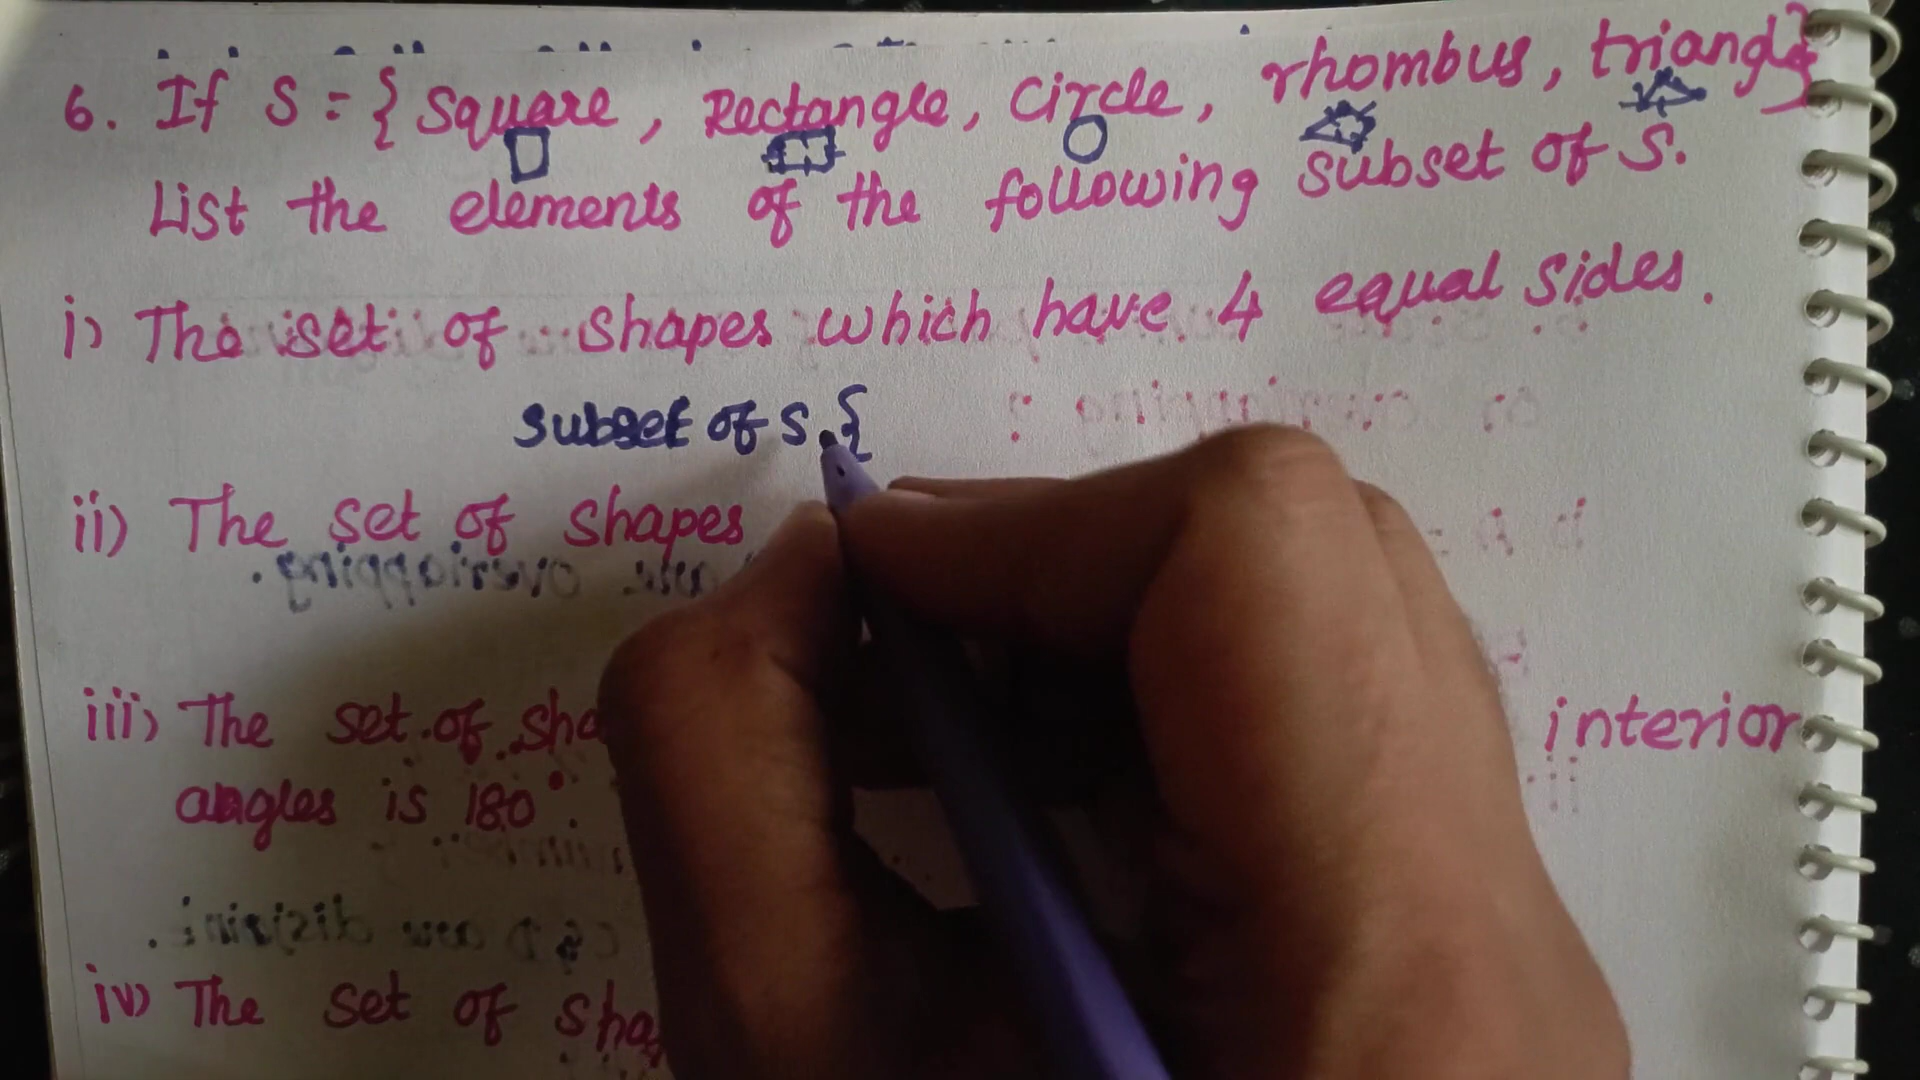 6. If S = { Square, Rectangle, Circle, rhombus, triangle}
List the elements of the following subset of S.
i) The set of shapes which have 4 equal sides.
subset of S {
ii) The set of shapes
iii) The set of sha interior
angles is 180°
iv) The set of sha